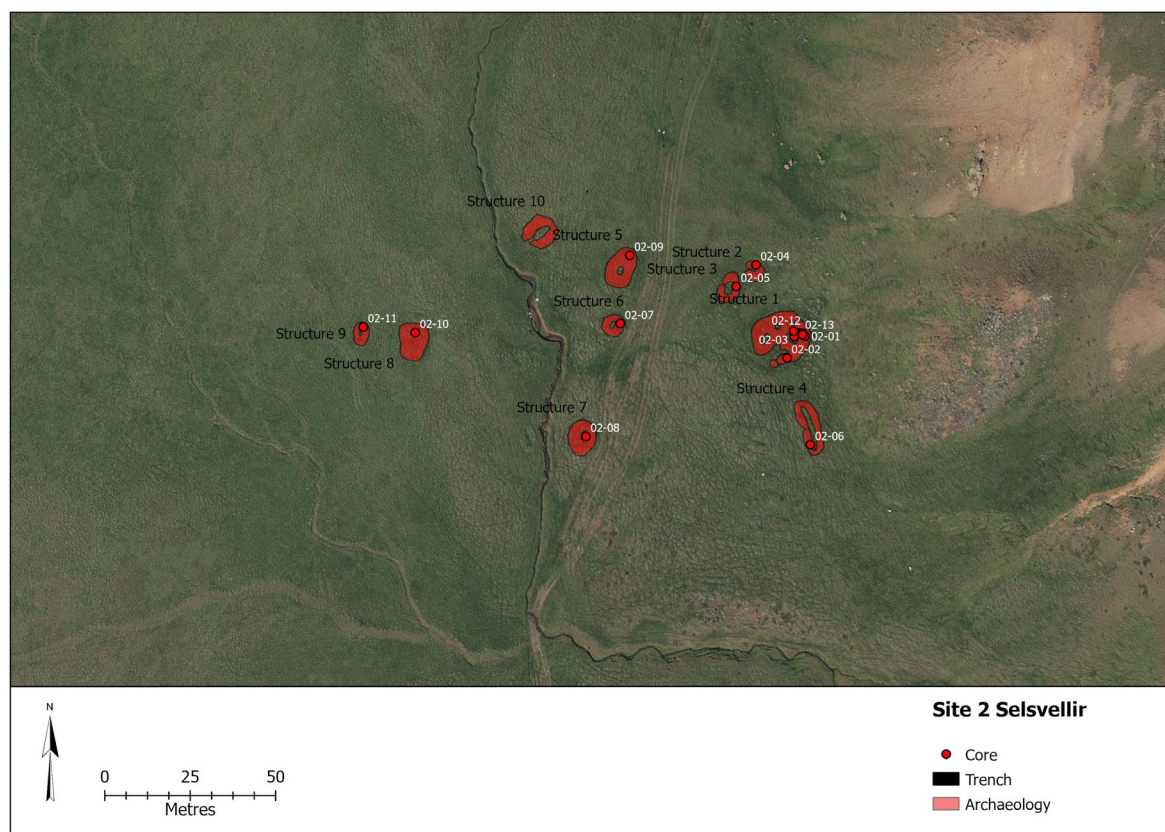 Structure 10
Structure 5
02-09
Structure 2
02-04
Structure 3
02-05
Structure 1
Structure 6
02-07
02-12
02-13
02-11
02-10
Structure 9
02-03
02-01
Structure 8
02-02
Structure 4
Structure 7
02-08
02-06
N
Site 2 Selsvellir
Core
Trench
Archaeology
0 25 50
Metres